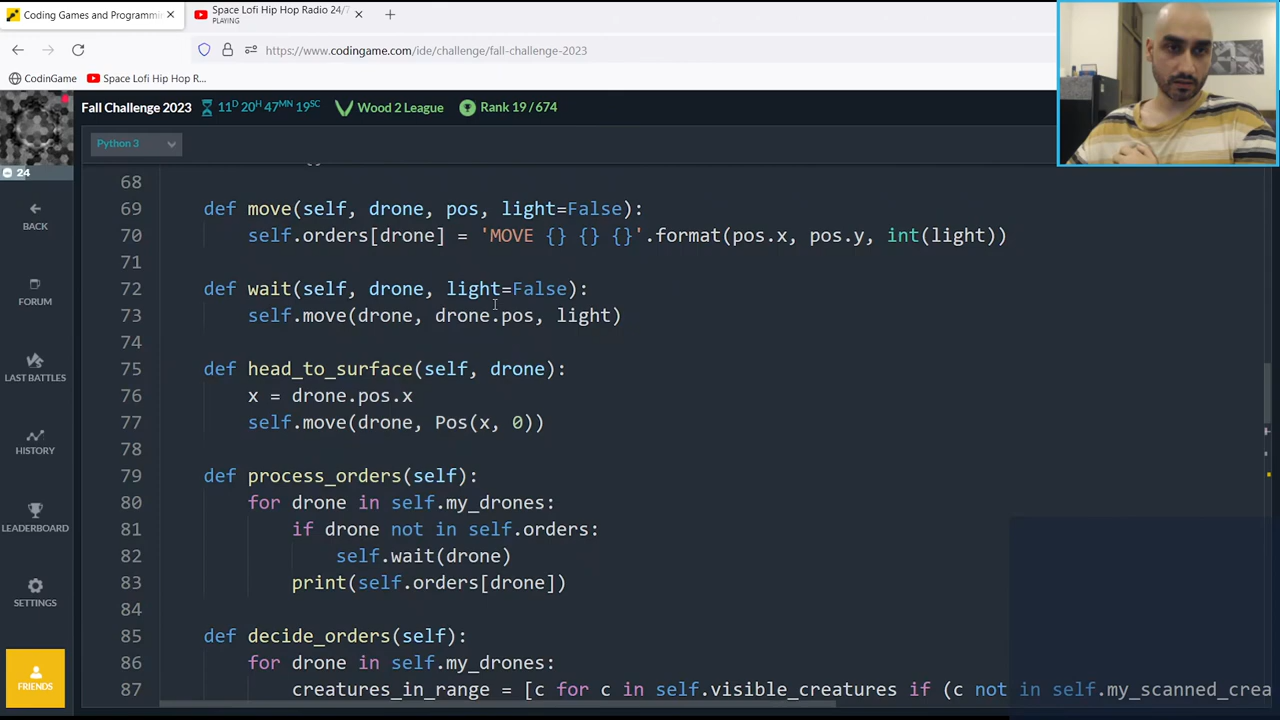 Coding Games and Programmi
Space Lofi Hip Hop Radio 24/7
PLAYING
https://www.codingame.com/ide/challenge/fall-challenge-2023
CodinGame
Space Lofi Hip Hop R...
Fall Challenge 2023
11D 20H 47MN 19SC
Wood 2 League
Rank 19 / 674
Python 3
24
BACK
FORUM
LAST BATTLES
HISTORY
LEADERBOARD
SETTINGS
FRIENDS
68
69 def move(self, drone, pos, light=False):
70 self.orders[drone] = 'MOVE {} {} {}'.format(pos.x, pos.y, int(light))
71
72 def wait(self, drone, light=False):
73 self.move(drone, drone.pos, light)
74
75 def head_to_surface(self, drone):
76 x = drone.pos.x
77 self.move(drone, Pos(x, 0))
78
79 def process_orders(self):
80 for drone in self.my_drones:
81 if drone not in self.orders:
82 self.wait(drone)
83 print(self.orders[drone])
84
85 def decide_orders(self):
86 for drone in self.my_drones:
87 creatures_in_range = [c for c in self.visible_creatures if (c not in self.my_scanned_crea